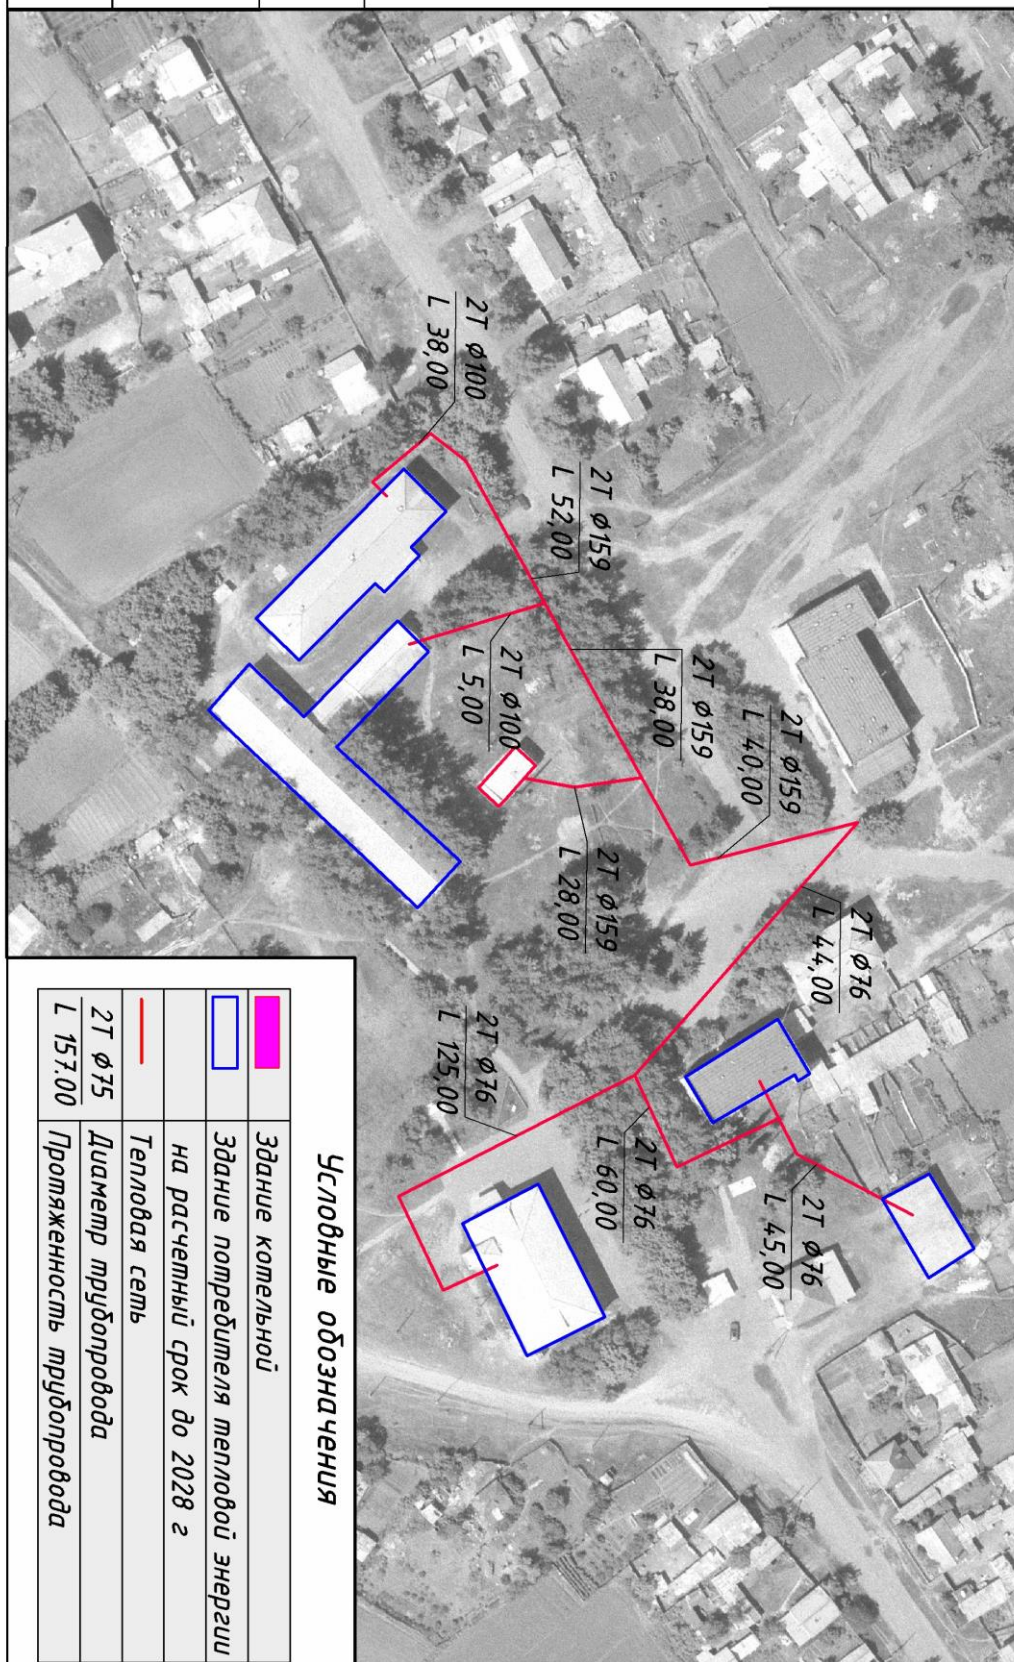 2T ø100
L 38,00
2T ø159
L 52,00
2T ø100
L 5,00
2T ø159
L 38,00
2T ø159
L 40,00
2T ø159
L 28,00
2T ø76
L 44,00
2T ø76
L 125,00
2T ø76
L 60,00
2T ø76
L 45,00
Условные обозначения
Здание котельной
Здание потребителя тепловой энергии
на расчетный срок до 2028 г
Тепловая сеть
2T ø75
L 157.00
Диаметр трубопровода
Протяженность трубопровода